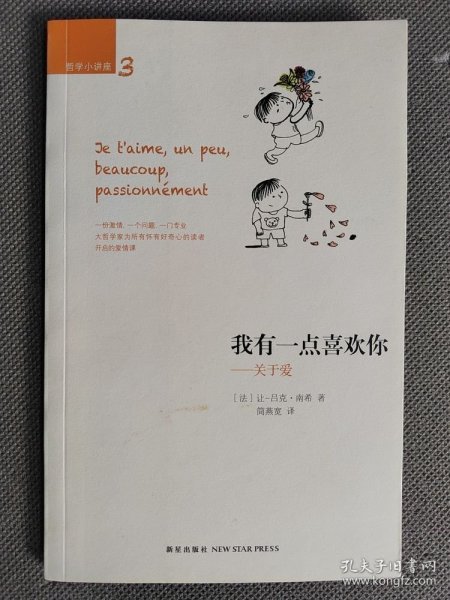 哲学小讲座 3
Je t'aime, un peu,
beaucoup,
passionnément
一份激情，一个问题，一门专业
大哲学家为所有怀有好奇心的读者
开启的爱情课
我有一点喜欢你
——关于爱
［法］让-吕克·南希 著
简燕宽 译
新星出版社 NEW STAR PRESS
孔夫子旧书网
www.kongfz.com